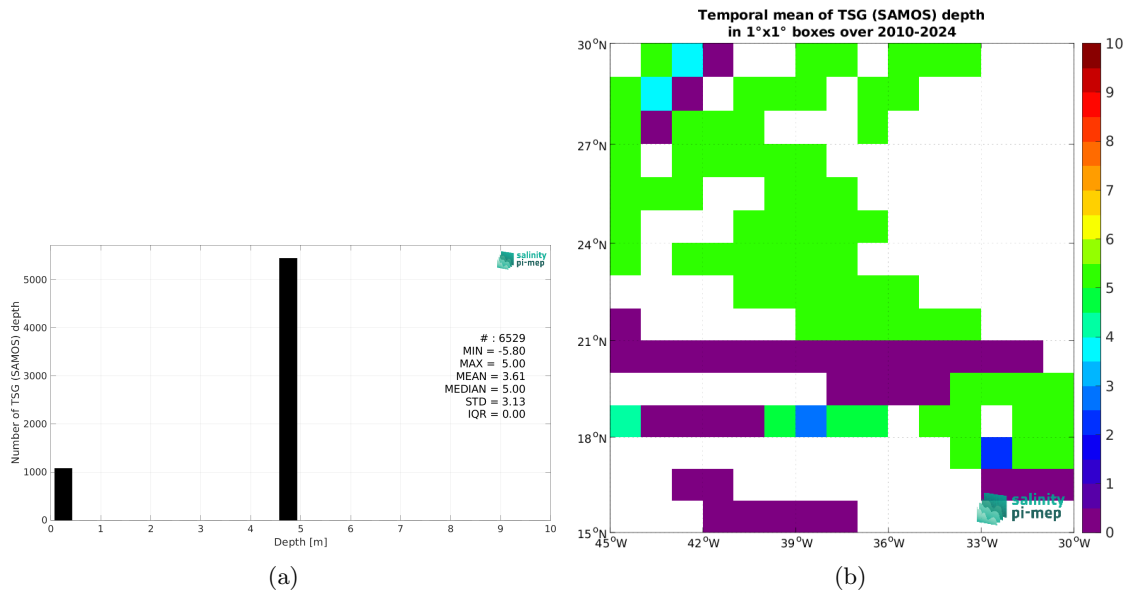 5000
4000
3000
2000
1000
0
0 1 2 3 4 5 6 7 8 9 10
Number of TSG (SAMOS) depth
Depth [m]
salinity
pi-mep
# : 6529
MIN = -5.80
MAX = 5.00
MEAN = 3.61
MEDIAN = 5.00
STD = 3.13
IQR = 0.00
(a)
Temporal mean of TSG (SAMOS) depth
in 1°x1° boxes over 2010-2024
30°N
27°N
24°N
21°N
18°N
15°N
45°W 42°W 39°W 36°W 33°W 30°W
salinity
pi-mep
10
9
8
7
6
5
4
3
2
1
0
(b)